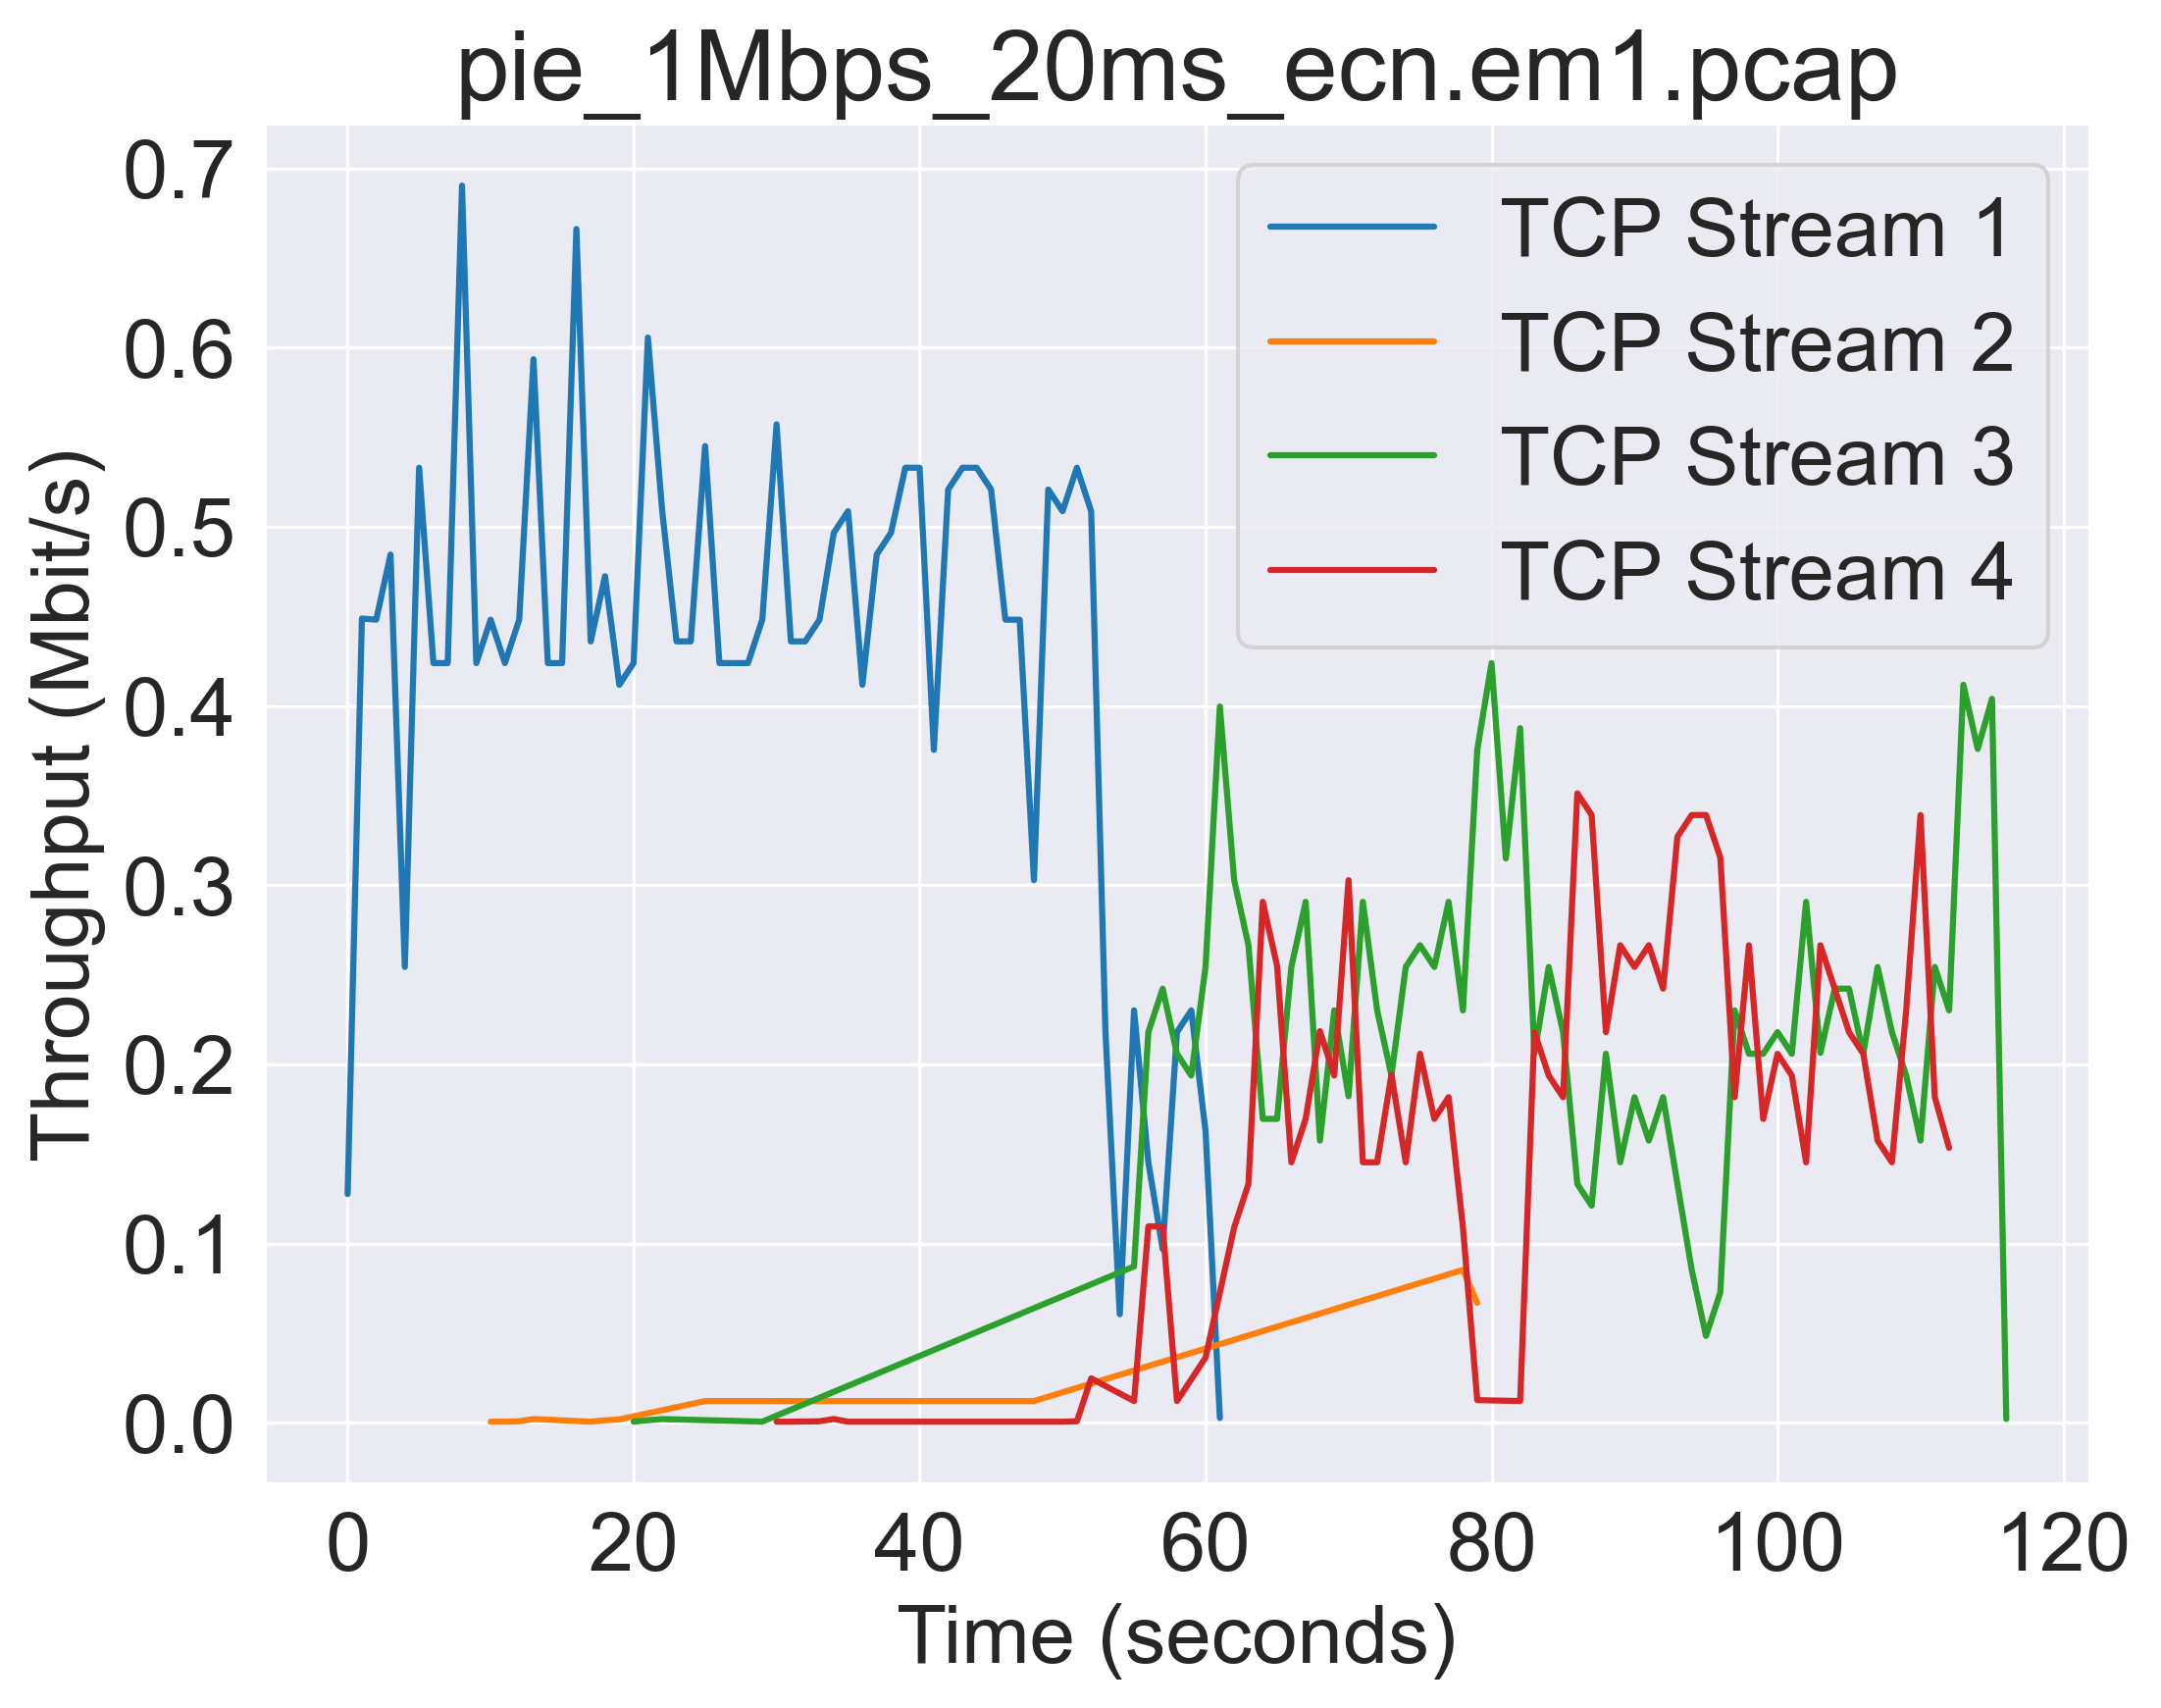 pie_1Mbps_20ms_ecn.em1.pcap
0.7
0.6
0.5
0.4
0.3
0.2
0.1
0.0
Throughput (Mbit/s)
TCP Stream 1
TCP Stream 2
TCP Stream 3
TCP Stream 4
0 20 40 60 80 100 120
Time (seconds)